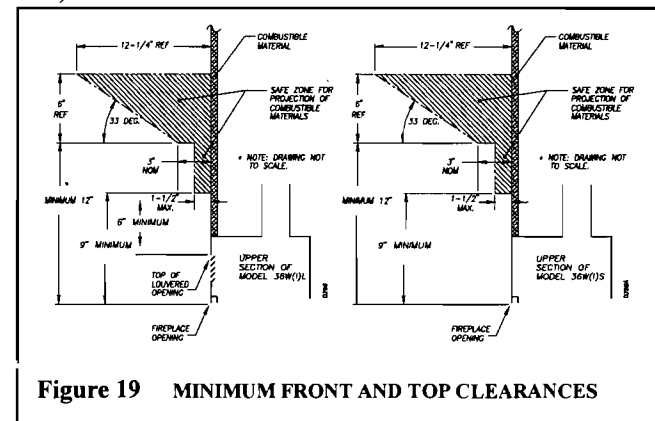 12-1/4" REF
COMBUSTIBLE
MATERIAL
6"
REF
33 DEG.
SAFE ZONE FOR
PROJECTION OF
COMBUSTIBLE
MATERIALS
3"
NOM
* NOTE: DRAWING NOT
TO SCALE.
MINIMUM 12"
1-1/2"
MAX.
6" MINIMUM
9" MINIMUM
TOP OF
LOUVERED
OPENING
UPPER
SECTION OF
MODEL 36W(I)L
FIREPLACE
OPENING
12-1/4" REF
COMBUSTIBLE
MATERIAL
6"
REF
33 DEG.
SAFE ZONE FOR
PROJECTION OF
COMBUSTIBLE
MATERIALS
3"
NOM
* NOTE: DRAWING NOT
TO SCALE.
MINIMUM 12"
1-1/2"
MAX.
9" MINIMUM
UPPER
SECTION OF
MODEL 36W(I)S
FIREPLACE
OPENING
Figure 19 MINIMUM FRONT AND TOP CLEARANCES